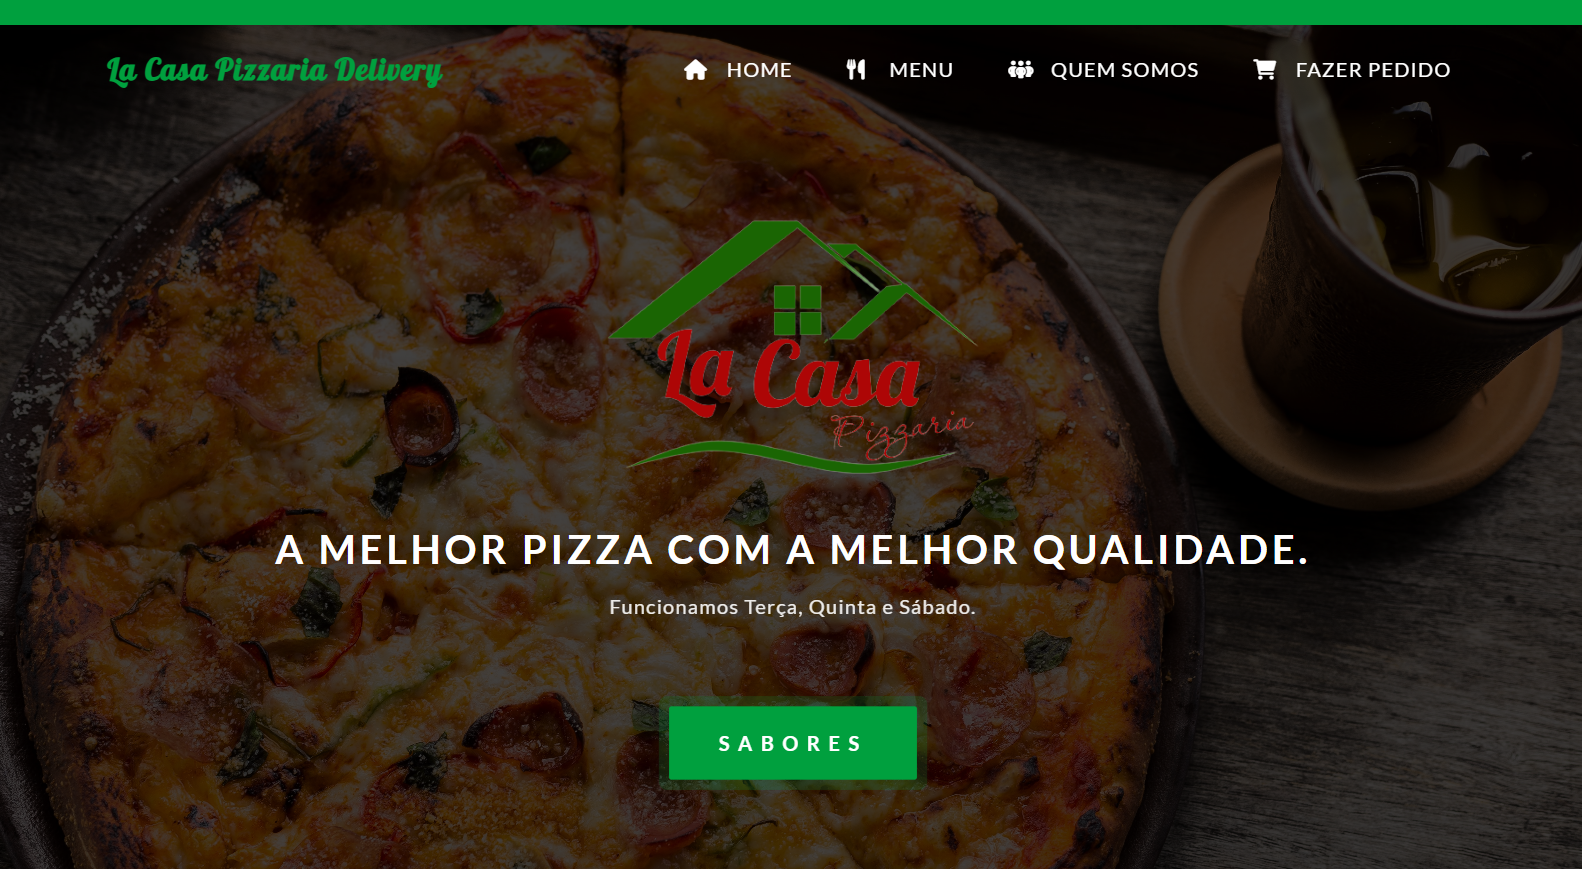 La Casa Pizzaria Delivery
HOME
MENU
QUEM SOMOS
FAZER PEDIDO
La Casa
Pizzaria
A MELHOR PIZZA COM A MELHOR QUALIDADE.
Funcionamos Terça, Quinta e Sábado.
SABORES